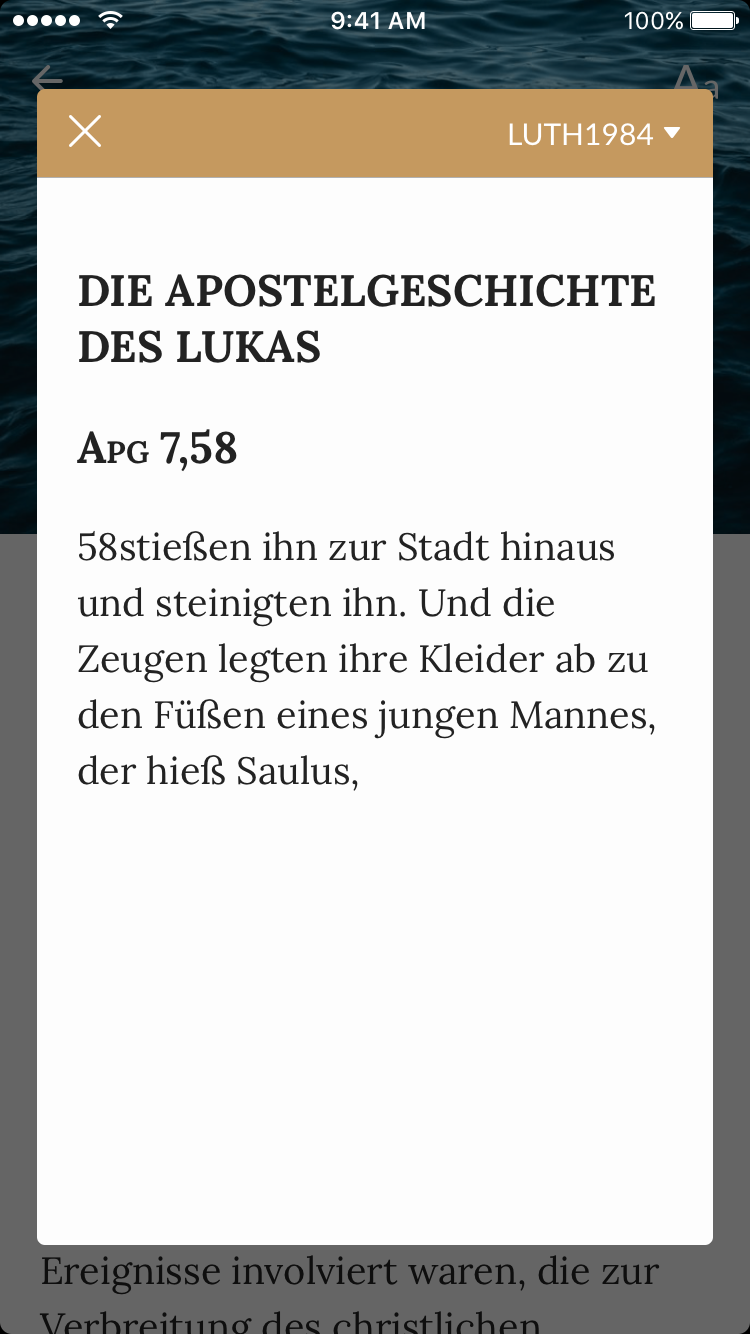 9:41 AM
100%
Aa
LUTH1984
DIE APOSTELGESCHICHTE
DES LUKAS
APG 7,58
58stießen ihn zur Stadt hinaus
und steinigten ihn. Und die
Zeugen legten ihre Kleider ab zu
den Füßen eines jungen Mannes,
der hieß Saulus,
Ereignisse involviert waren, die zur
Verbreitung des christlichen